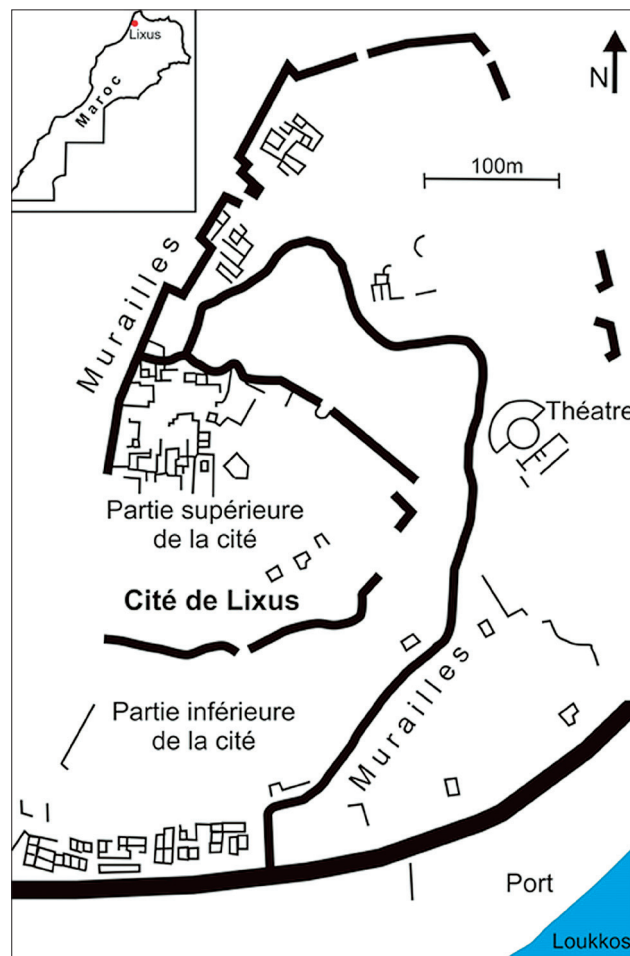 Lixus
Maroc
N
100m
Murailles
Théatre
Partie supérieure
de la cité
Cité de Lixus
Murailles
Partie inférieure
de la cité
Port
Loukkos